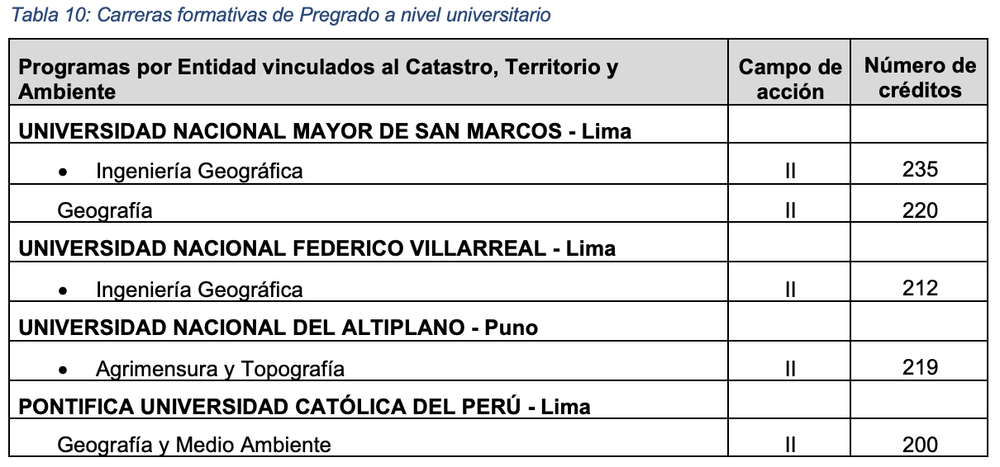 Tabla 10: Carreras formativas de Pregrado a nivel universitario
Programas por Entidad vinculados al Catastro, Territorio y Ambiente Campo de acción Número de créditos
UNIVERSIDAD NACIONAL MAYOR DE SAN MARCOS - Lima
• Ingeniería Geográfica II 235
Geografía II 220
UNIVERSIDAD NACIONAL FEDERICO VILLARREAL - Lima
• Ingeniería Geográfica II 212
UNIVERSIDAD NACIONAL DEL ALTIPLANO - Puno
• Agrimensura y Topografía II 219
PONTIFICA UNIVERSIDAD CATÓLICA DEL PERÚ - Lima
Geografía y Medio Ambiente II 200